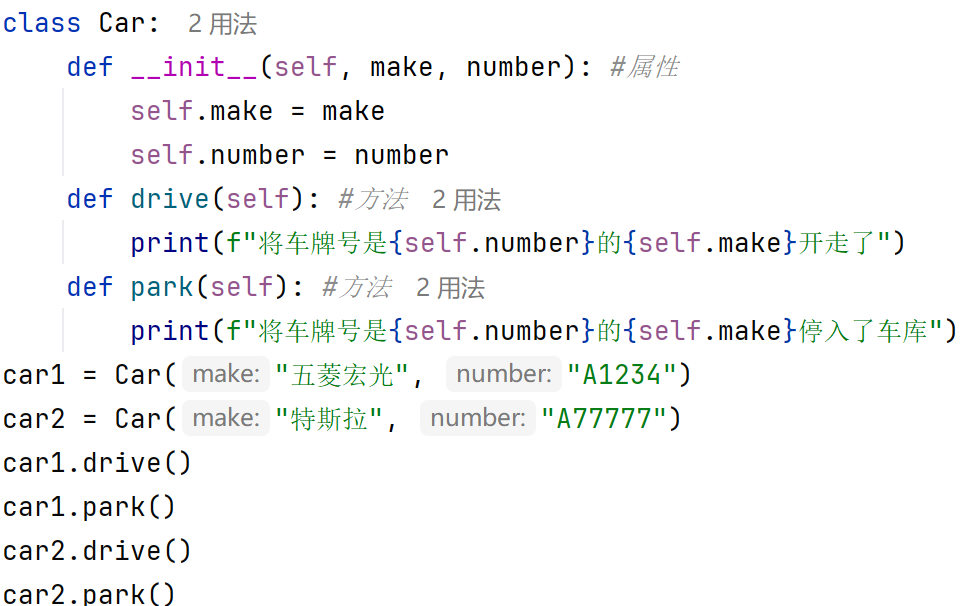 class Car: 2 用法
    def __init__(self, make, number): #属性
        self.make = make
        self.number = number
    def drive(self): #方法 2 用法
        print(f"将车牌号是{self.number}的{self.make}开走了")
    def park(self): #方法 2 用法
        print(f"将车牌号是{self.number}的{self.make}停入了车库")
car1 = Car( make: "五菱宏光", number: "A1234")
car2 = Car( make: "特斯拉", number: "A77777")
car1.drive()
car1.park()
car2.drive()
car2.park()